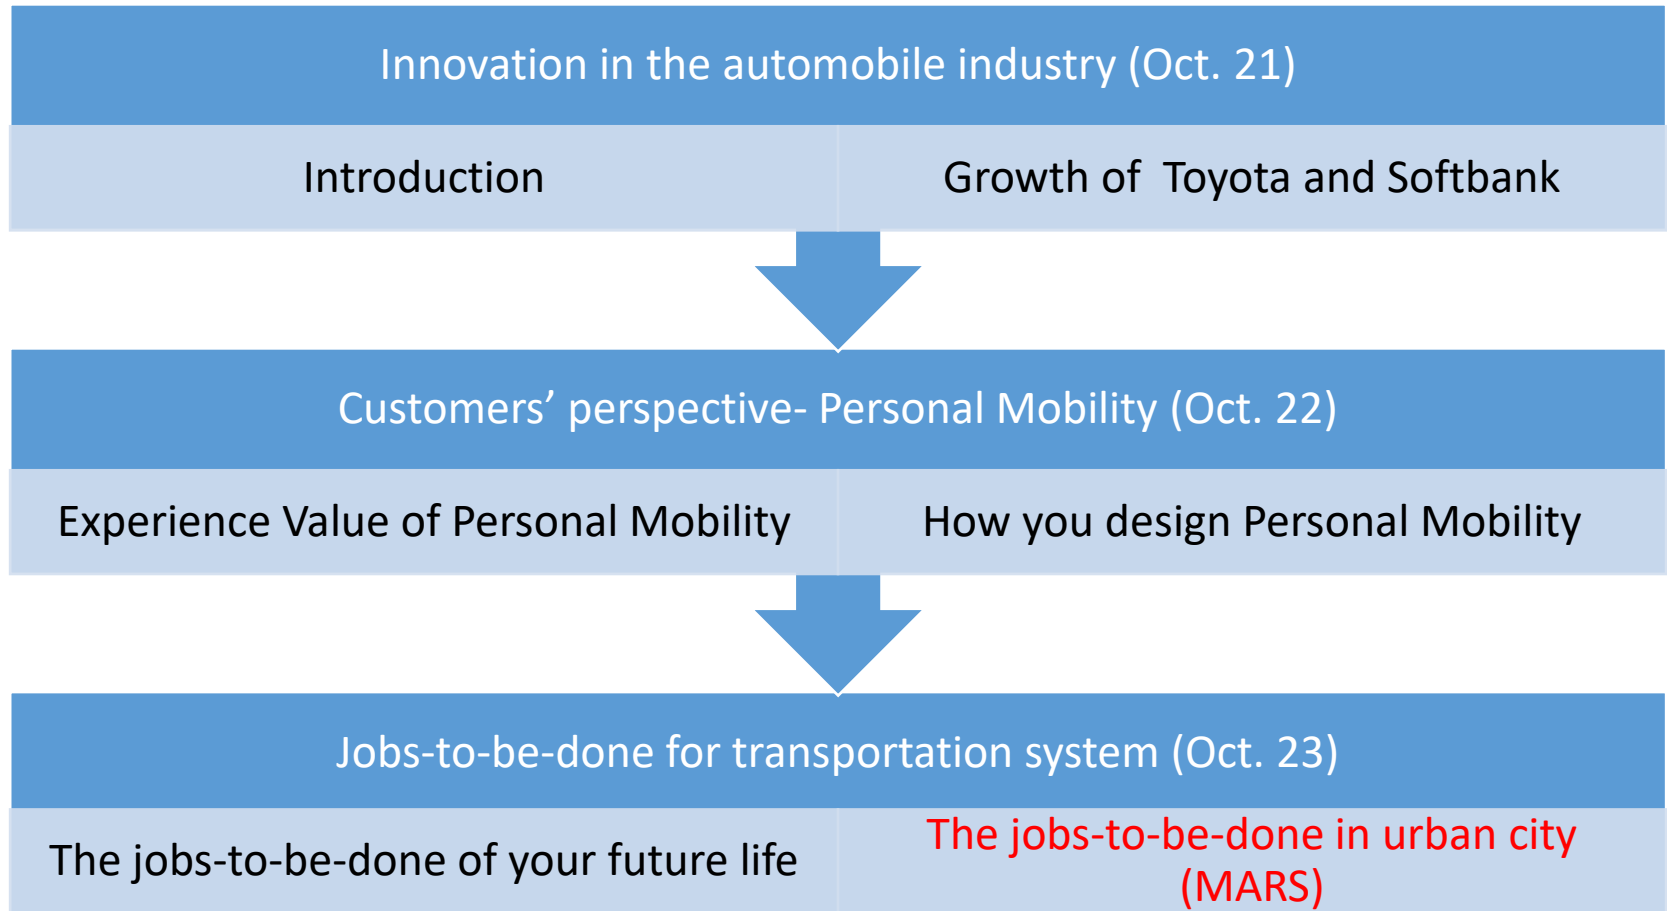 Innovation in the automobile industry (Oct. 21)
Introduction
Growth of  Toyota and Softbank
Customers’ perspective- Personal Mobility (Oct. 22)
Experience Value of Personal Mobility
How you design Personal Mobility
Jobs-to-be-done for transportation system (Oct. 23)
The jobs-to-be-done of your future life
The jobs-to-be-done in urban city
(MARS)